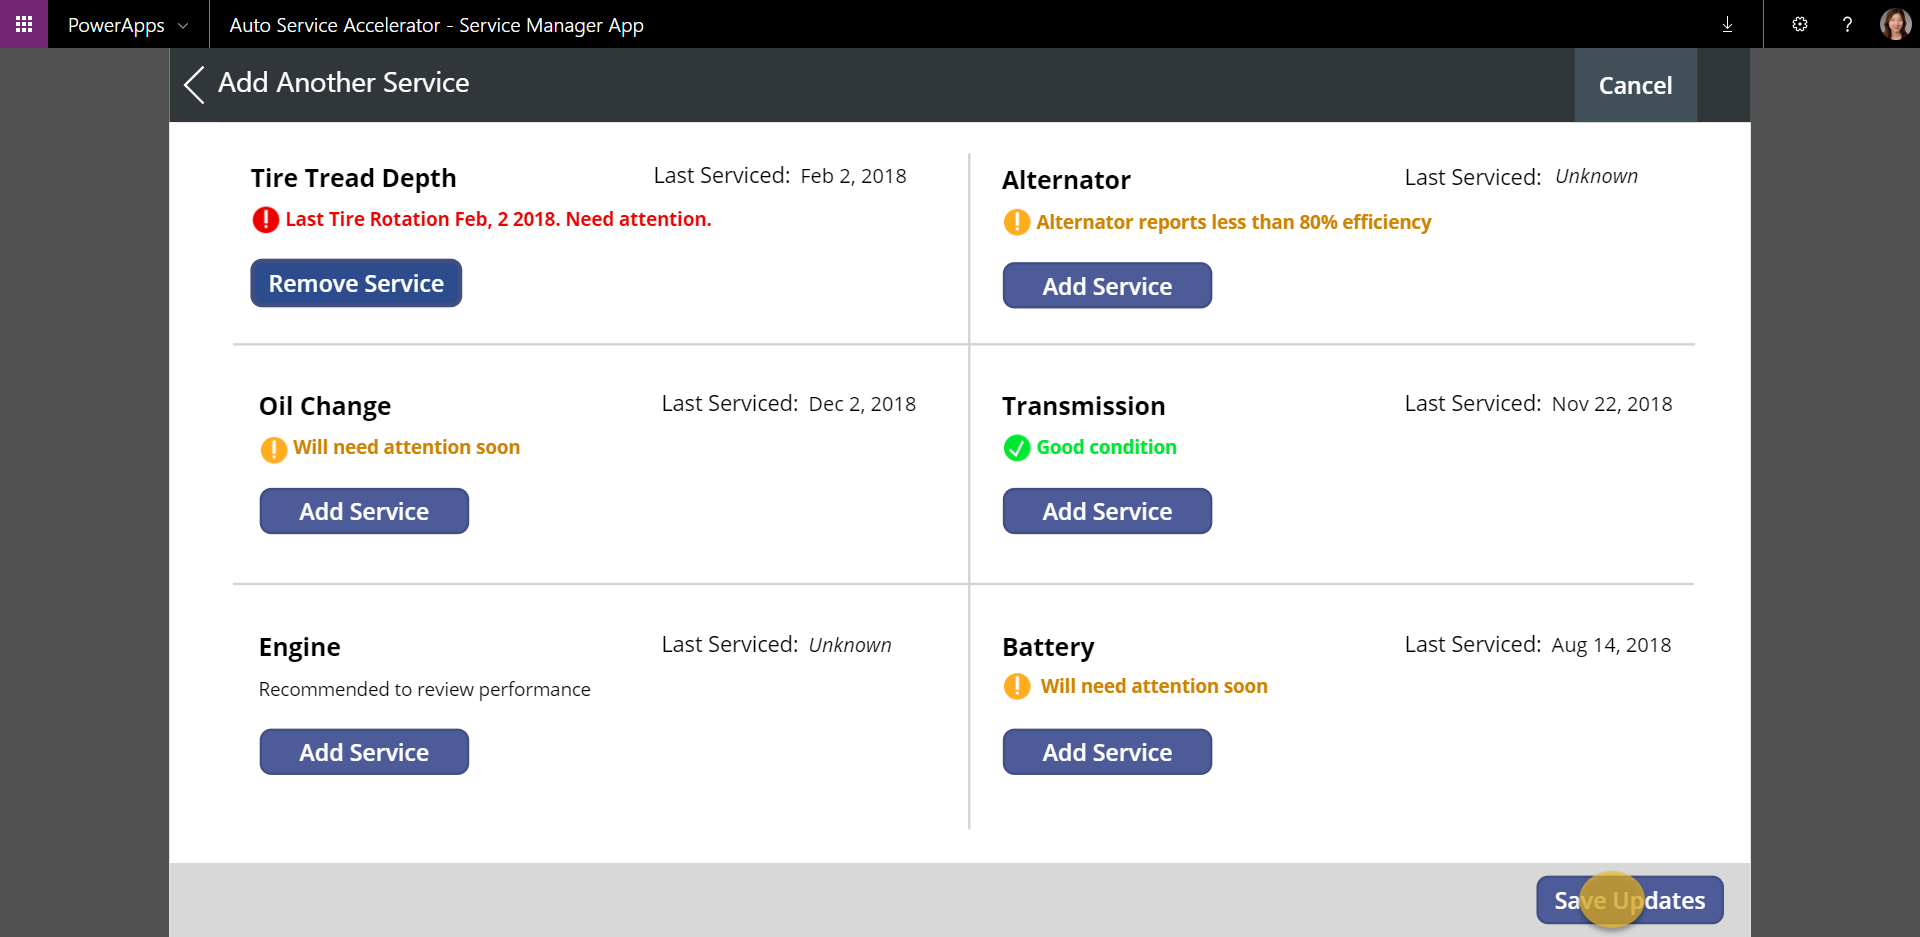 PowerApps
Auto Service Accelerator - Service Manager App
?
Add Another Service
Cancel
Tire Tread Depth
Last Serviced: Feb 2, 2018
! Last Tire Rotation Feb, 2 2018. Need attention.
Remove Service
Alternator
Last Serviced: Unknown
! Alternator reports less than 80% efficiency
Add Service
Oil Change
Last Serviced: Dec 2, 2018
! Will need attention soon
Add Service
Transmission
Last Serviced: Nov 22, 2018
Good condition
Add Service
Engine
Last Serviced: Unknown
Recommended to review performance
Add Service
Battery
Last Serviced: Aug 14, 2018
! Will need attention soon
Add Service
Save Updates